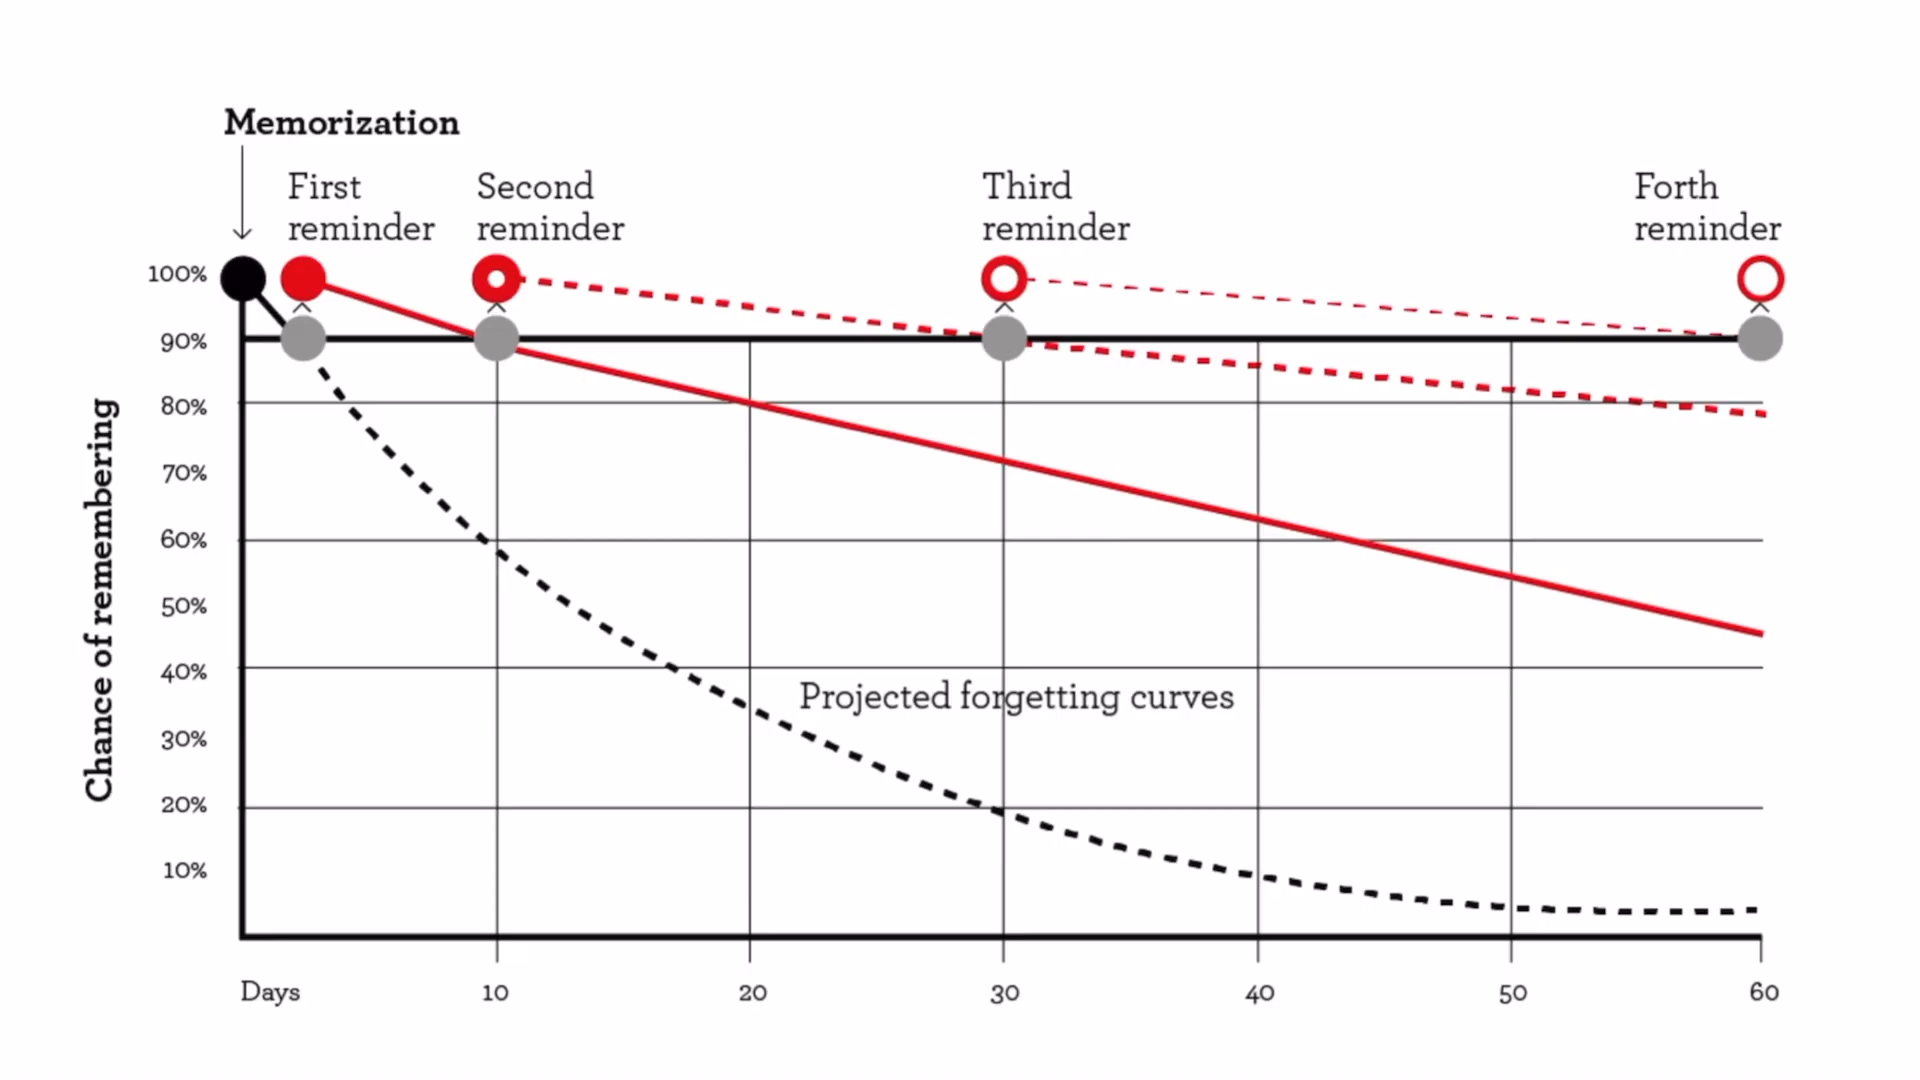 Memorization
First
reminder
Second
reminder
Third
reminder
Forth
reminder
100%
90%
80%
70%
60%
50%
40%
30%
20%
10%
Chance of remembering
Projected forgetting curves
Days
10
20
30
40
50
60